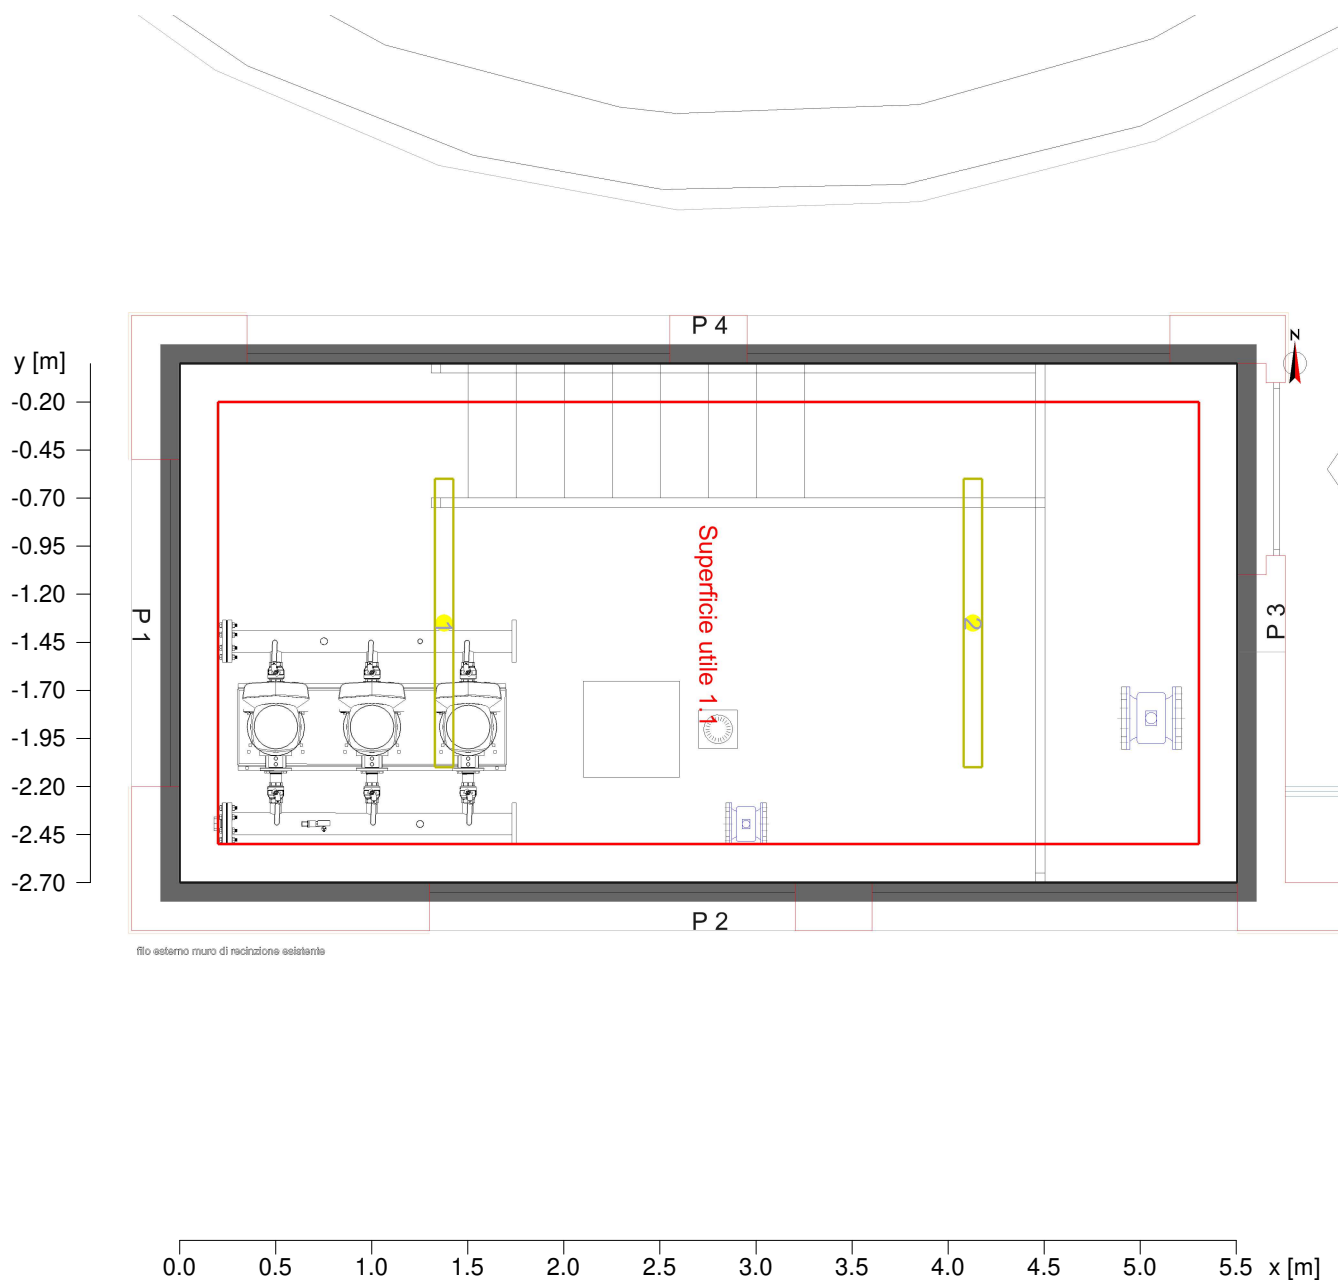 P 4
Z
y [m]
-0.20
-0.45
-0.70
-0.95
-1.20
-1.45
-1.70
-1.95
-2.20
-2.45
-2.70
P 1
1
Superficie utile 1.1
2
P 3
P 2
filo esterno muro di recinzione esistente
0.0 0.5 1.0 1.5 2.0 2.5 3.0 3.5 4.0 4.5 5.0 5.5 x [m]